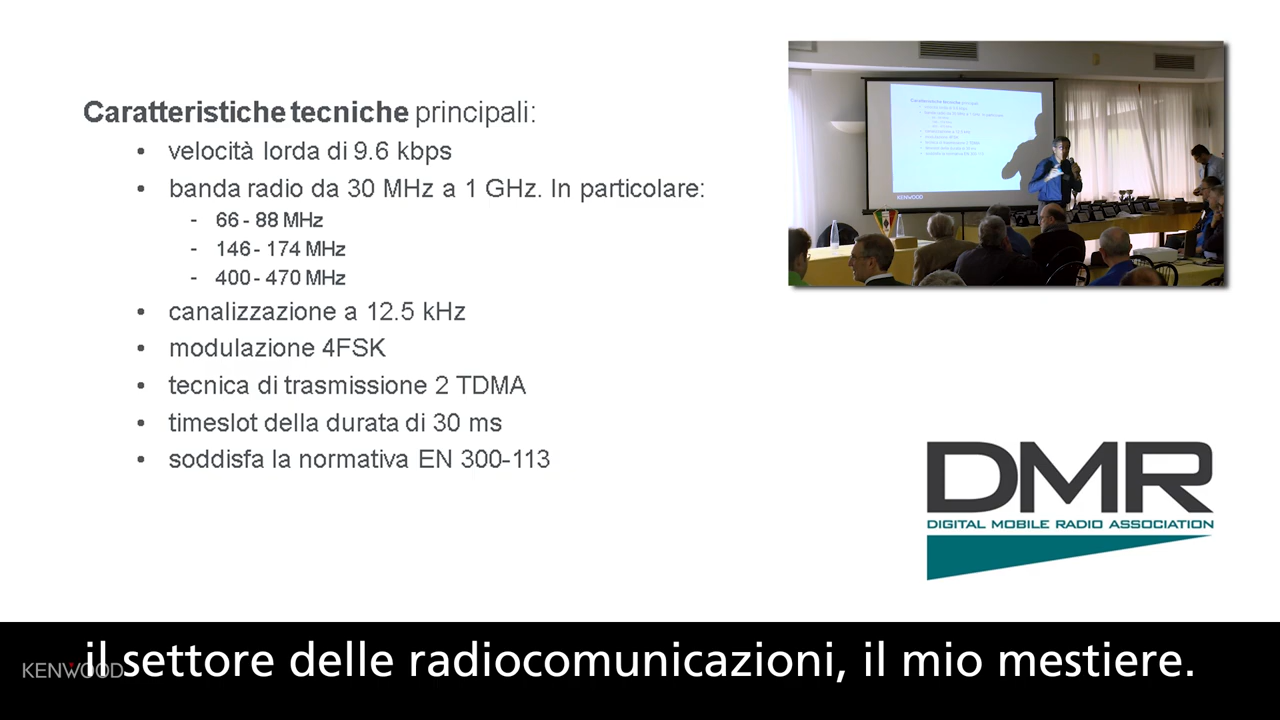 Caratteristiche tecniche principali:
• velocità lorda di 9.6 kbps
• banda radio da 30 MHz a 1 GHz. In particolare:
- 66 - 88 MHz
- 146 - 174 MHz
- 400 - 470 MHz
• canalizzazione a 12.5 kHz
• modulazione 4FSK
• tecnica di trasmissione 2 TDMA
• timeslot della durata di 30 ms
• soddisfa la normativa EN 300-113
KENWOOD
DMR
DIGITAL MOBILE RADIO ASSOCIATION
il settore delle radiocomunicazioni, il mio mestiere.
KENWOOD